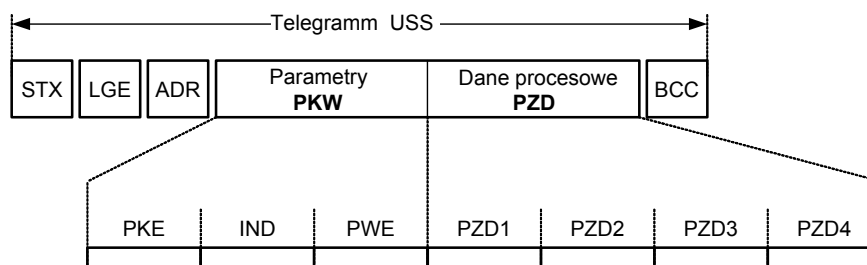 Telegramm USS
STX LGE ADR Parametry PKW Dane procesowe PZD BCC
PKE IND PWE PZD1 PZD2 PZD3 PZD4